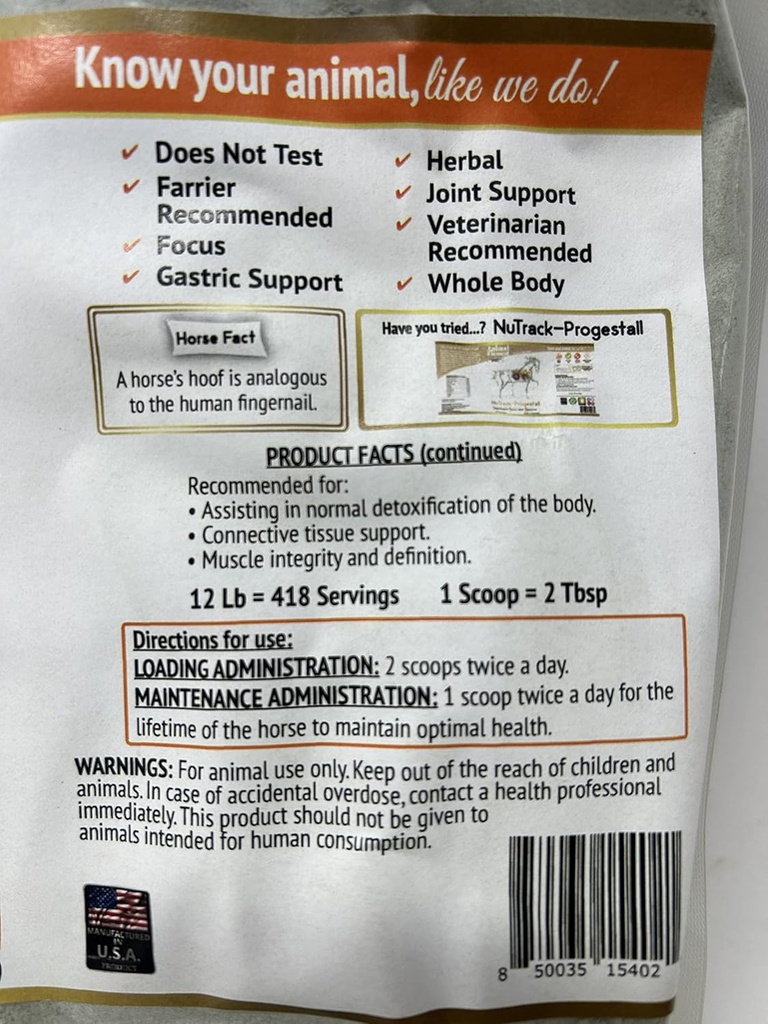 Know your animal, like we do!
✓ Does Not Test
✓ Farrier
Recommended
✓ Focus
✓ Gastric Support
✓ Herbal
✓ Joint Support
✓ Veterinarian
Recommended
✓ Whole Body
Horse Fact
A horse's hoof is analogous
to the human fingernail.
Have you tried...? NuTrack-Progestall
PRODUCT FACTS (continued)
Recommended for:
• Assisting in normal detoxification of the body.
• Connective tissue support.
• Muscle integrity and definition.
12 Lb = 418 Servings 1 Scoop = 2 Tbsp
Directions for use:
LOADING ADMINISTRATION: 2 scoops twice a day.
MAINTENANCE ADMINISTRATION: 1 scoop twice a day for the
lifetime of the horse to maintain optimal health.
WARNINGS: For animal use only. Keep out of the reach of children and
animals. In case of accidental overdose, contact a health professional
immediately. This product should not be given to
animals intended for human consumption.
MANUFACTURED
IN
U.S.A.
PRODUCT
8 50035 15402